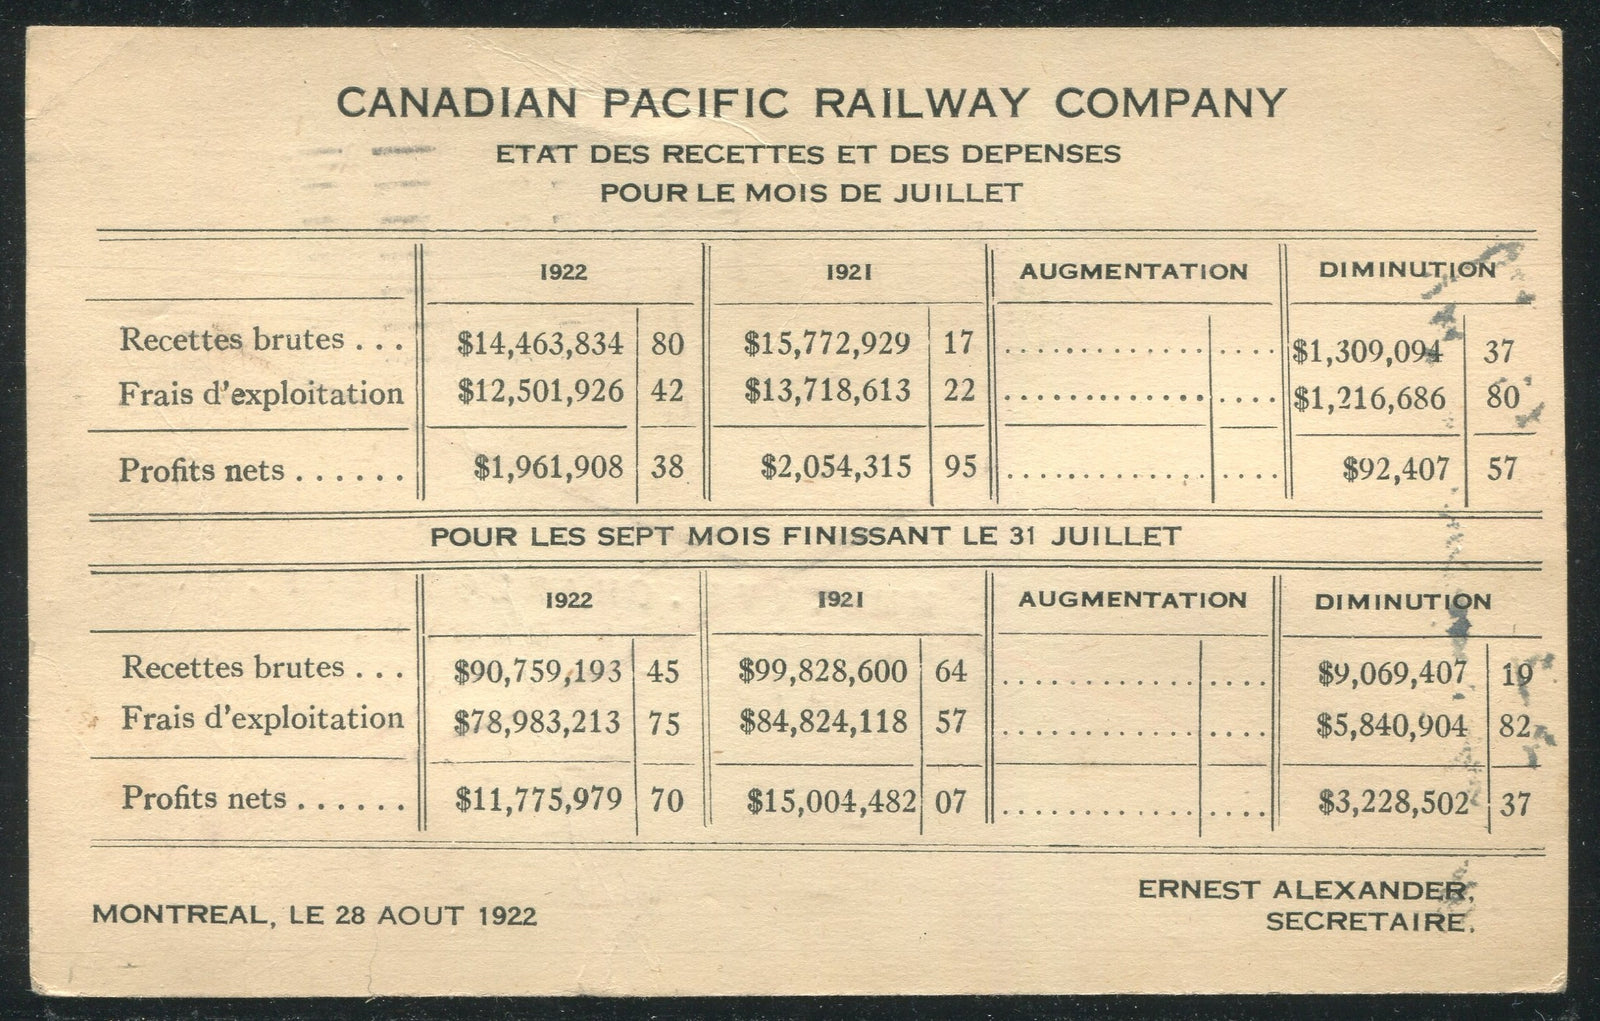 CANADIAN PACIFIC RAILWAY COMPANY
ETAT DES RECETTES ET DES DEPENSES
POUR LE MOIS DE JUILLET
1922 1921 AUGMENTATION DIMINUTION
Recettes brutes . . . $14,463,834 80 $15,772,929 17 $1,309,094 37
Frais d'exploitation $12,501,926 42 $13,718,613 22 $1,216,686 80
Profits nets . . . . . . $1,961,908 38 $2,054,315 95 $92,407 57
POUR LES SEPT MOIS FINISSANT LE 31 JUILLET
1922 1921 AUGMENTATION DIMINUTION
Recettes brutes . . . $90,759,193 45 $99,828,600 64 $9,069,407 19
Frais d'exploitation $78,983,213 75 $84,824,118 57 $5,840,904 82
Profits nets . . . . . . $11,775,979 70 $15,004,482 07 $3,228,502 37
MONTREAL, LE 28 AOUT 1922
ERNEST ALEXANDER,
SECRETAIRE.